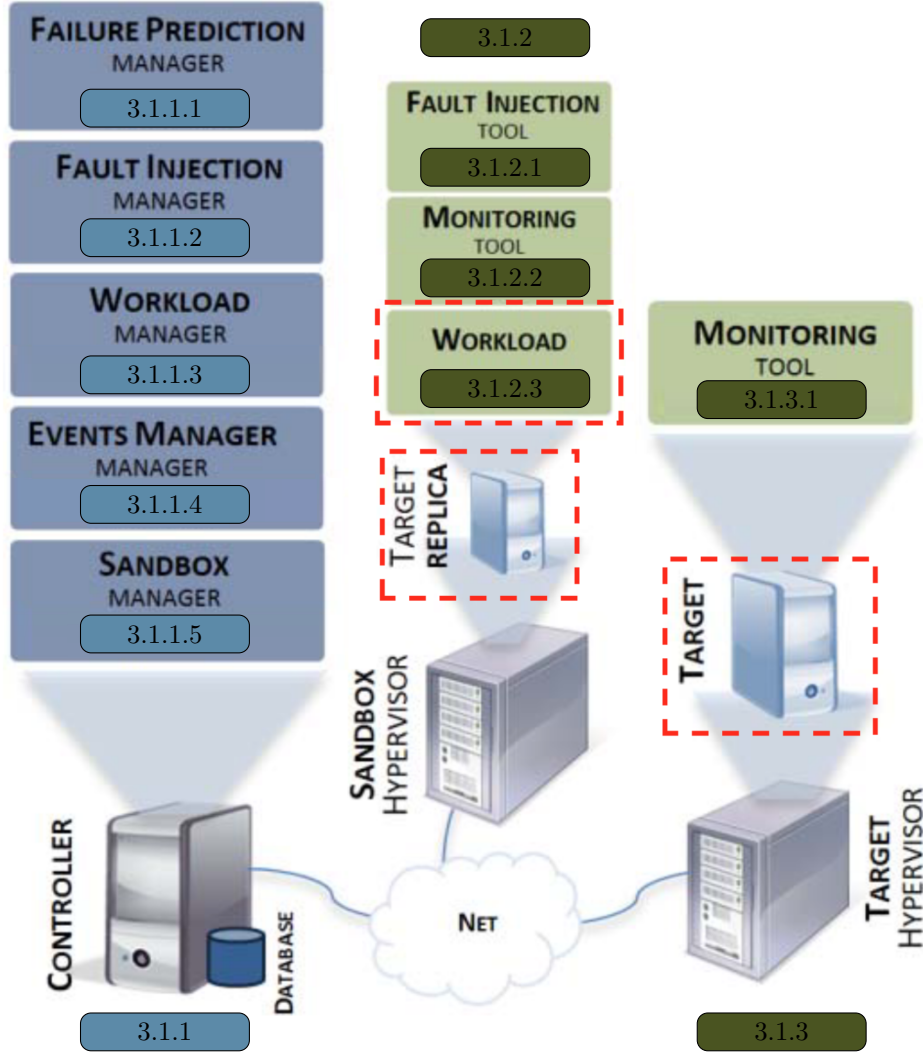 FAILURE PREDICTION
MANAGER
3.1.1.1
FAULT INJECTION
MANAGER
3.1.1.2
WORKLOAD
MANAGER
3.1.1.3
EVENTS MANAGER
MANAGER
3.1.1.4
SANDBOX
MANAGER
3.1.1.5
CONTROLLER
DATABASE
3.1.1
3.1.2
FAULT INJECTION
TOOL
3.1.2.1
MONITORING
TOOL
3.1.2.2
WORKLOAD
3.1.2.3
TARGET
REPLICA
SANDBOX
HYPERVISOR
NET
MONITORING
TOOL
3.1.3.1
TARGET
TARGET
HYPERVISOR
3.1.3